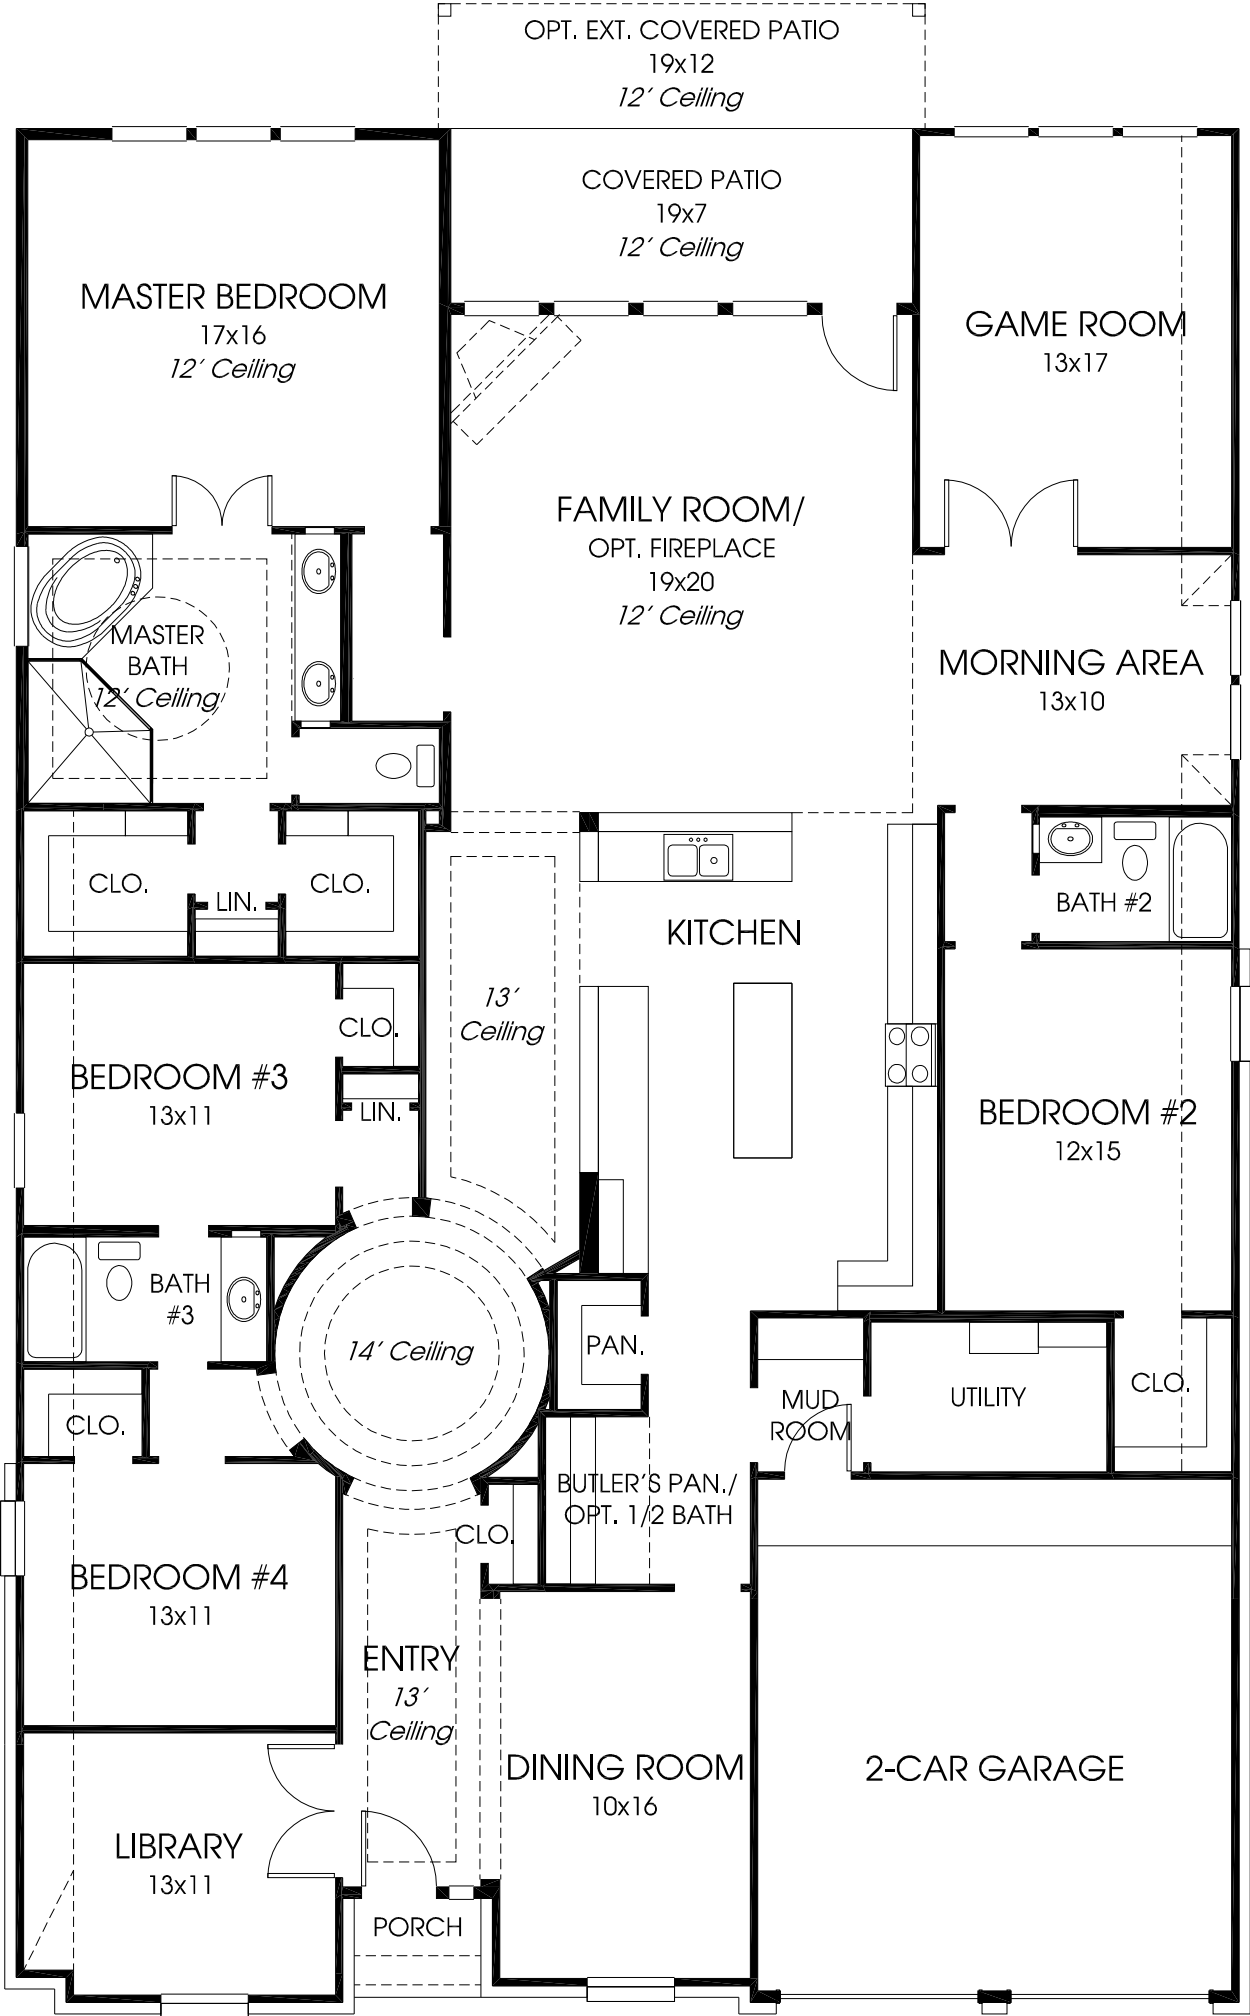 OPT. EXT. COVERED PATIO
19x12
12' Ceiling
COVERED PATIO
19x7
12' Ceiling
MASTER BEDROOM
17x16
12' Ceiling
GAME ROOM
13x17
FAMILY ROOM/
OPT. FIREPLACE
19x20
12' Ceiling
MASTER
BATH
12' Ceiling
MORNING AREA
13x10
CLO.
LIN.
CLO.
BATH #2
KITCHEN
13'
Ceiling
CLO.
BEDROOM #3
13x11
LIN.
BEDROOM #2
12x15
BATH
#3
14' Ceiling
PAN.
MUD
ROOM
UTILITY
CLO.
CLO.
BUTLER'S PAN./
OPT. 1/2 BATH
CLO.
BEDROOM #4
13x11
ENTRY
13'
Ceiling
DINING ROOM
10x16
2-CAR GARAGE
LIBRARY
13x11
PORCH